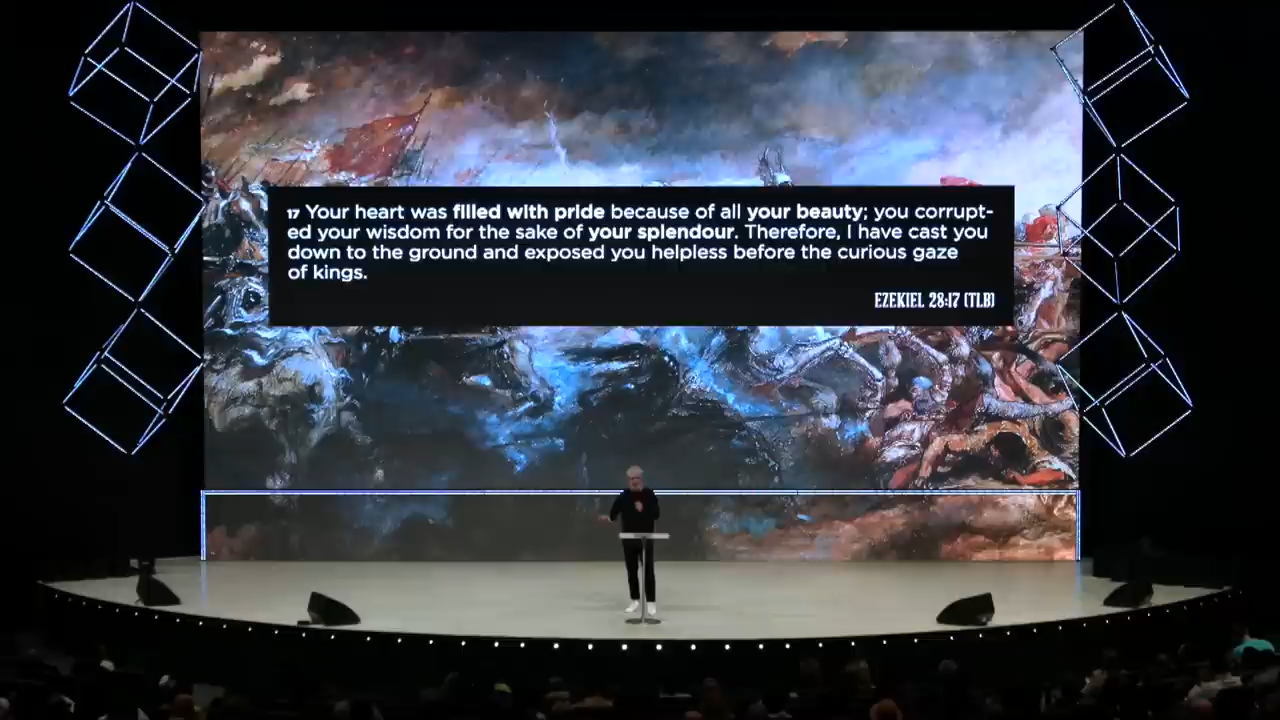 17 Your heart was filled with pride because of all your beauty; you corrupt-
ed your wisdom for the sake of your splendour. Therefore, I have cast you
down to the ground and exposed you helpless before the curious gaze
of kings.
EZEKIEL 28:17 (TLB)